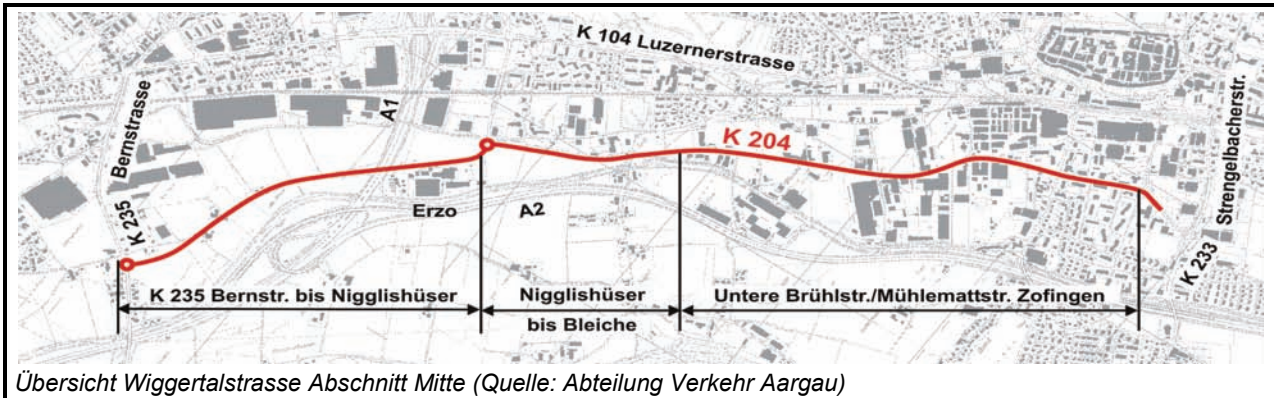 K 104 Luzernerstrasse
Bernstrasse
A1
K 204
Strengelbacherstr.
K 235
Erzo
A2
K 233
K 235 Bernstr. bis Nigglishüser
Nigglishüser
bis Bleiche
Untere Brühlstr./Mühlemattstr. Zofingen
Übersicht Wiggertalstrasse Abschnitt Mitte (Quelle: Abteilung Verkehr Aargau)